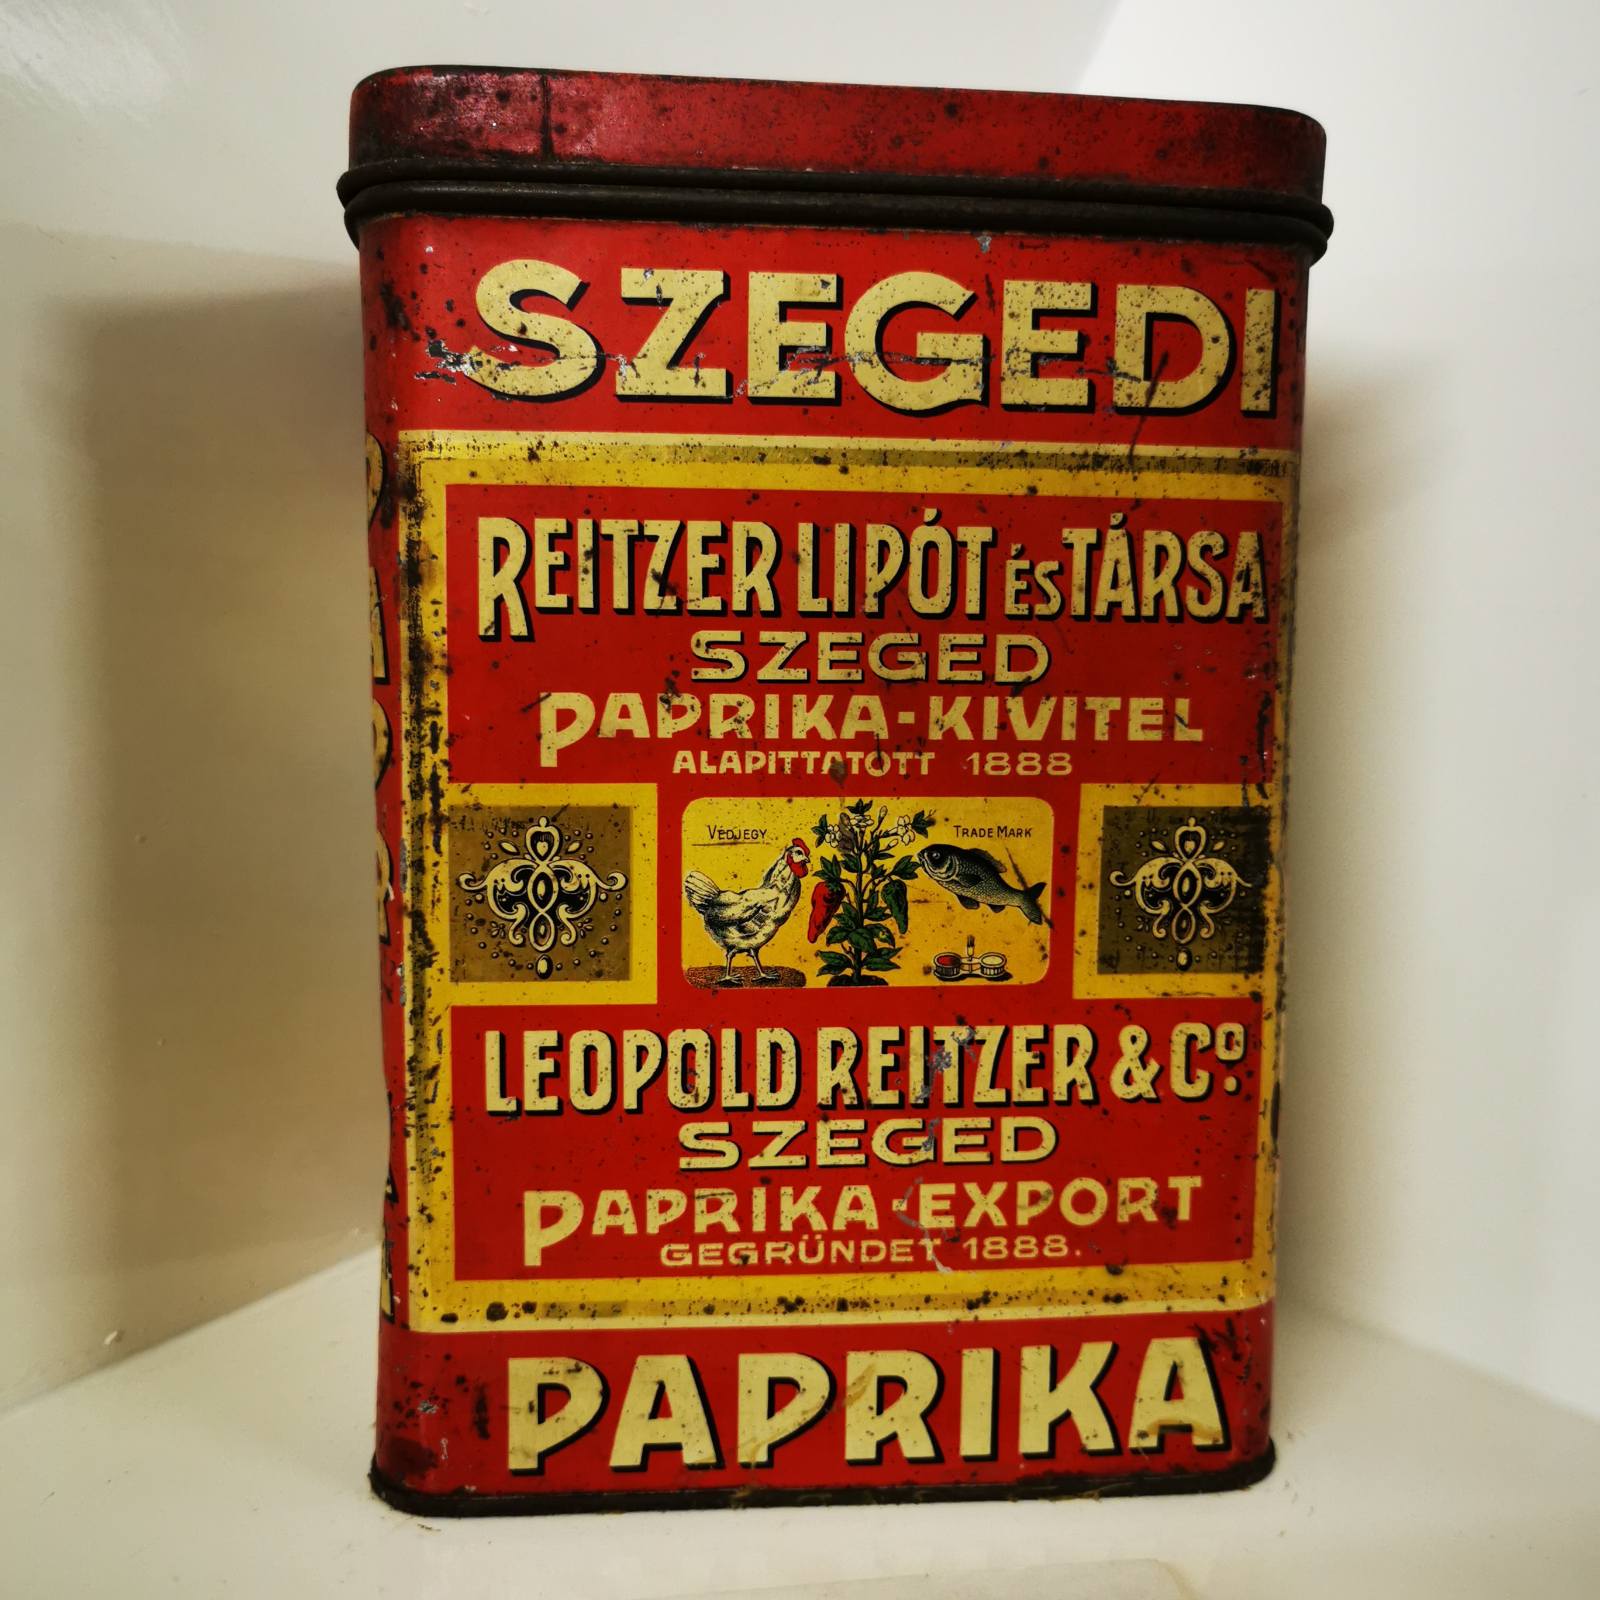 SZEGEDI
REITZER LIPÓT ÉS TÁRSA
SZEGED
PAPRIKA-KIVITEL
ALAPITTATOTT 1888
VÉDJEGY
TRADE MARK
LEOPOLD REITZER & Cº.
SZEGED
PAPRIKA-EXPORT
GEGRÜNDET 1888.
PAPRIKA